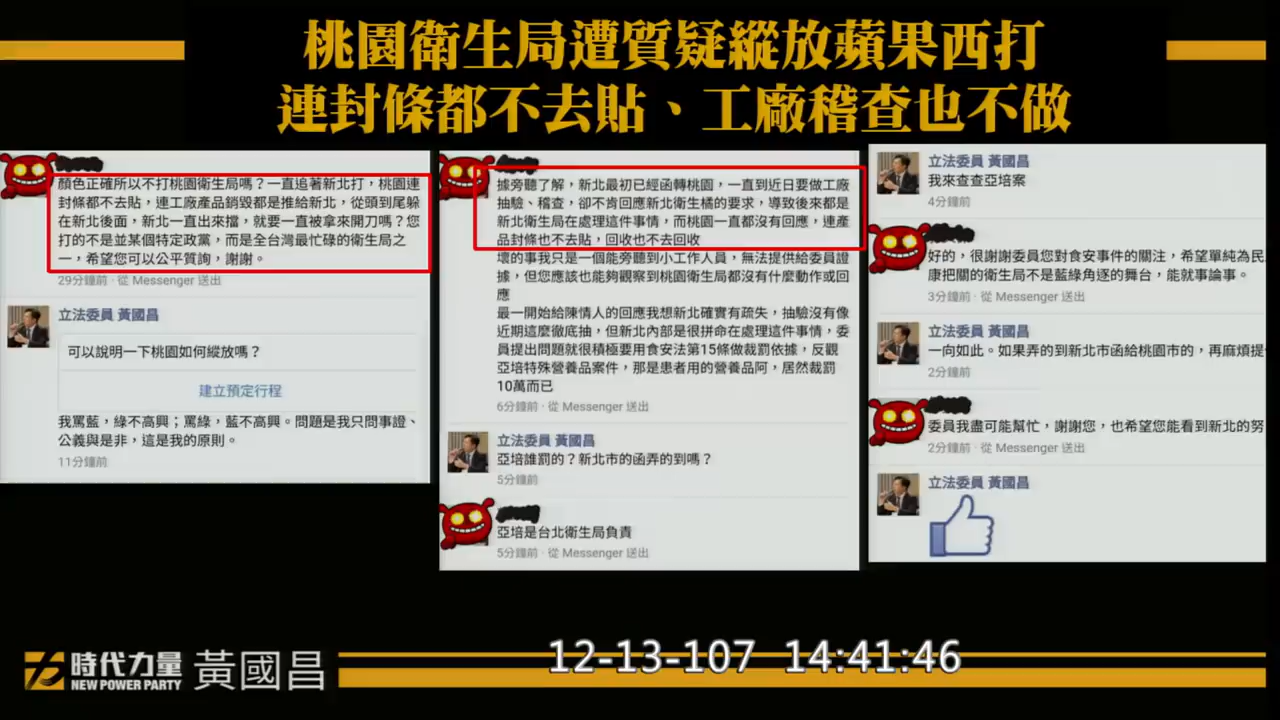 桃園衛生局遭質疑縱放蘋果西打
連封條都不去貼、工廠稽查也不做
顏色正確所以不打桃園衛生局嗎？一直追著新北打，桃園連
封條都不去貼，連工廠產品銷毀都是推給新北，從頭到尾躲
在新北後面，新北一直出來擋，就要一直被拿來開刀嗎？您
打的不是並某個特定政黨，而是全台灣最忙碌的衛生局之
一，希望您可以公平質詢，謝謝。
29分鐘前 · 從 Messenger 送出
立法委員 黃國昌
可以說明一下桃園如何縱放嗎？
建立預定行程
我罵藍，綠不高興；罵綠，藍不高興。問題是我只問事證、
公義與是非，這是我的原則。
11分鐘前
據旁聽了解，新北最初已經函轉桃園，一直到近日要做工廠
抽驗、稽查，卻不肯回應新北衛生橘的要求，導致後來都是
新北衛生局在處理這件事情，而桃園一直都沒有回應，連產
品封條也不去貼，回收也不去回收
壞的事我只是一個能旁聽到小工作人員，無法提供給委員證
據，但您應該也能夠觀察到桃園衛生局都沒有什麼動作或回
應
最一開始給陳情人的回應我想新北確實有疏失，抽驗沒有像
近期這麼徹底抽，但新北內部是很拼命在處理這件事情，委
員提出問題就很積極要用食安法第15條做裁罰依據，反觀
亞培特殊營養品案件，那是患者用的營養品阿，居然裁罰
10萬而已
6分鐘前 · 從 Messenger 送出
立法委員 黃國昌
亞培誰罰的？新北市的函弄的到嗎？
5分鐘前
亞培是台北衛生局負責
5分鐘前 · 從 Messenger 送出
立法委員 黃國昌
我來查查亞培案
4分鐘前
好的，很謝謝委員您對食安事件的關注，希望單純為民
康把關的衛生局不是藍綠角逐的舞台，能就事論事。
3分鐘前 · 從 Messenger 送出
立法委員 黃國昌
一向如此。如果弄的到新北市函給桃園市的，再麻煩提
2分鐘前
委員我盡可能幫忙，謝謝您，也希望您能看到新北的努
2分鐘前 · 從 Messenger 送出
立法委員 黃國昌
時代力量
NEW POWER PARTY
黃國昌
12-13-107 14:41:46